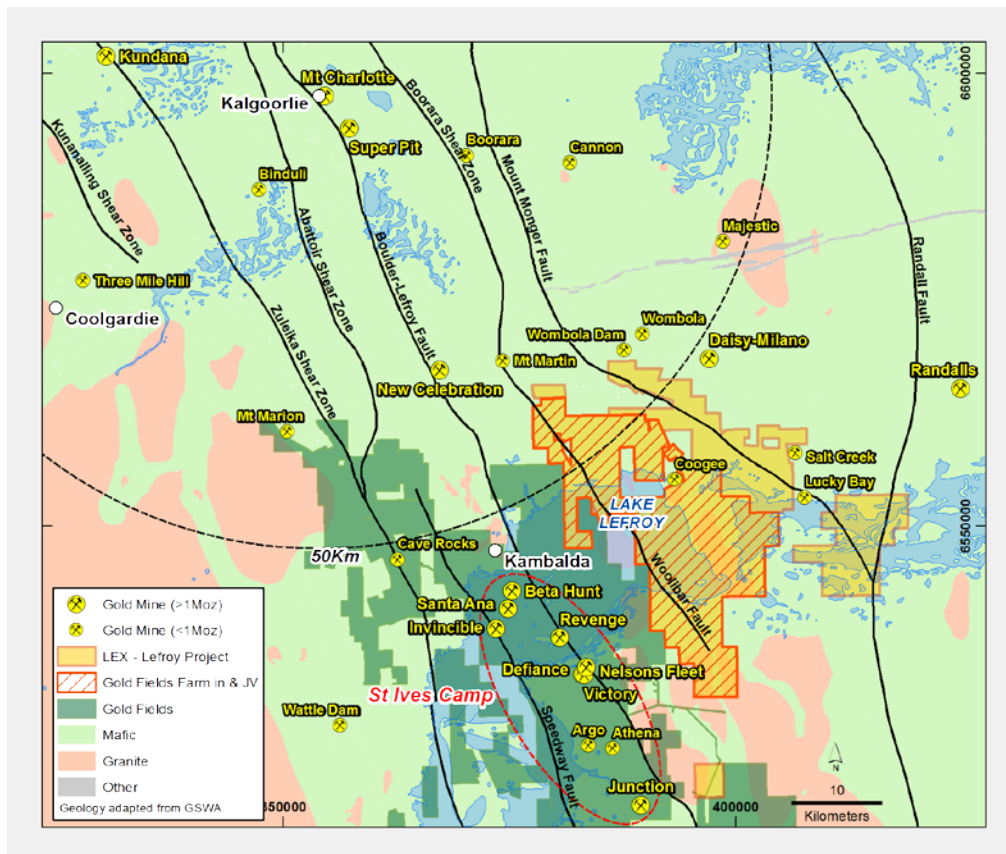 Kundana
Mt Charlotte
Kalgoorlie
Super Pit
Boorara Shear Zone
Boorara
Cannon
6600000
Kunanalling Shear Zone
Binduli
Abattoir Shear Zone
Mount Monger Fault
Majestic
Three Mile Hill
Coolgardie
Boulder-Lefroy Fault
Randall Fault
Zuleika Shear Zone
Wombola
Wombola Dam
Daisy-Milano
Mt Martin
New Celebration
Randalls
Mt Marion
Coogee
Salt Creek
Lucky Bay
LAKE
LEFROY
6550000
50Km
Cave Rocks
Kambalda
Woolibar Fault
Beta Hunt
Santa Ana
Invincible
Revenge
Defiance
Nelsons Fleet
Victory
St Ives Camp
Wattle Dam
Speedway Fault
Argo
Athena
Junction
Gold Mine (>1Moz)
Gold Mine (<1Moz)
LEX - Lefroy Project
Gold Fields Farm in & JV
Gold Fields
Mafic
Granite
Other
Geology adapted from GSWA
350000
400000
N
10
Kilometers